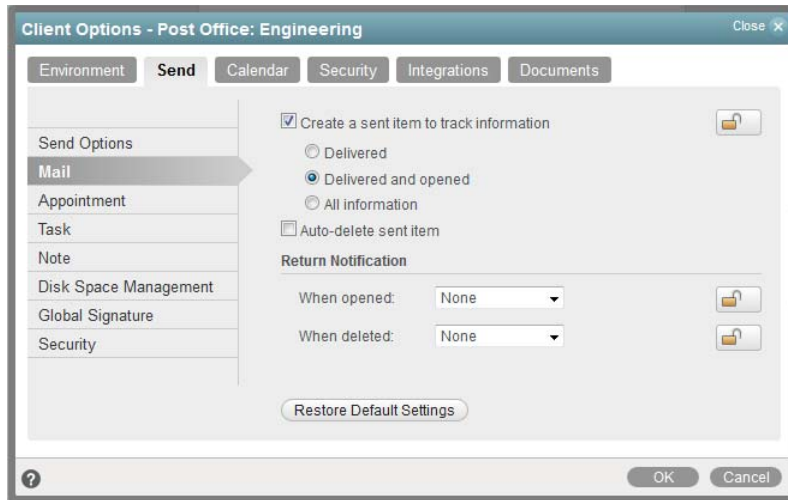 Client Options - Post Office: Engineering
Close
Environment Send Calendar Security Integrations Documents
Send Options
Mail
Appointment
Task
Note
Disk Space Management
Global Signature
Security
Create a sent item to track information
Delivered
Delivered and opened
All information
Auto-delete sent item
Return Notification
When opened: None
When deleted: None
Restore Default Settings
? OK Cancel